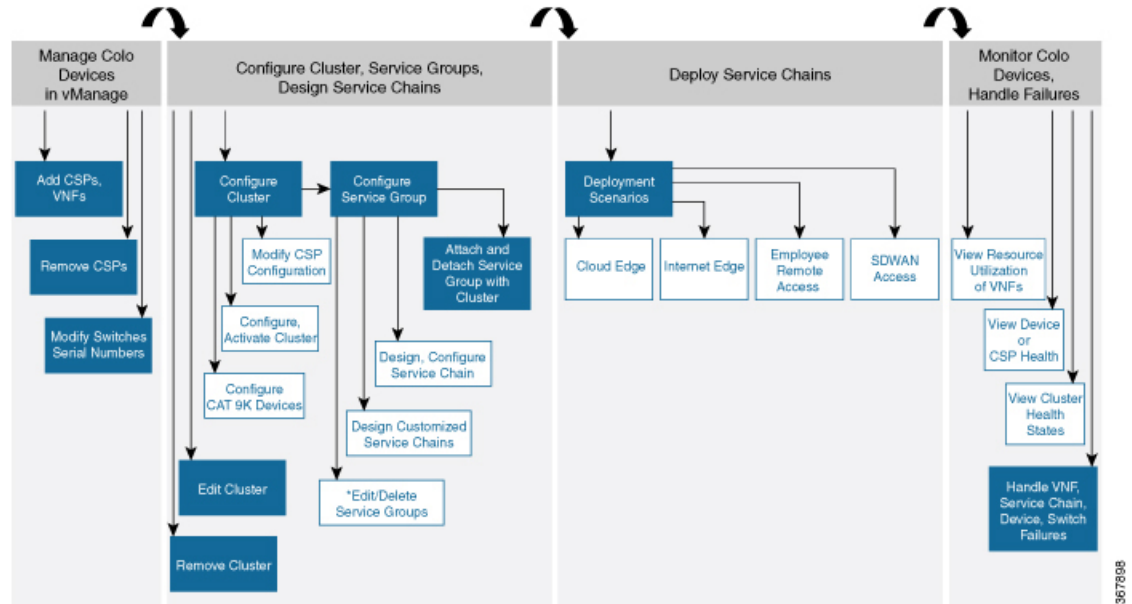 Manage Colo
Devices
in vManage
Configure Cluster, Service Groups,
Design Service Chains
Deploy Service Chains
Monitor Colo
Devices,
Handle Failures
Add CSPs,
VNFs
Remove CSPs
Modify Switches
Serial Numbers
Configure
Cluster
Configure
Service Group
Modify CSP
Configuration
Attach and
Detach Service
Group with
Cluster
Configure,
Activate Cluster
Design, Configure
Service Chain
Configure
CAT 9K Devices
Design Customized
Service Chains
Edit Cluster
*Edit/Delete
Service Groups
Remove Cluster
Deployment
Scenarios
Cloud Edge
Internet Edge
Employee
Remote
Access
SDWAN
Access
View Resource
Utilization
of VNFs
View Device
or
CSP Health
View Cluster
Health
States
Handle VNF,
Service Chain,
Device, Switch
Failures
367898